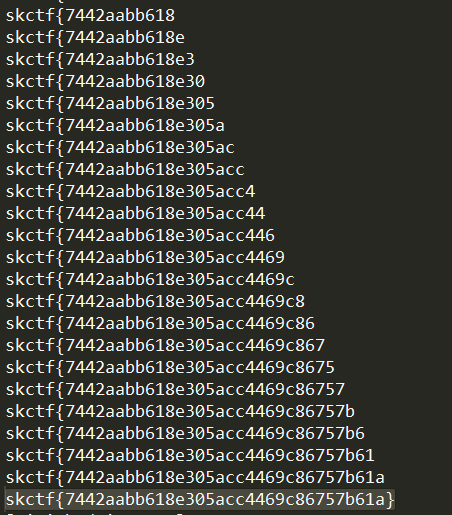 skctf{7442aabb618
skctf{7442aabb618e
skctf{7442aabb618e3
skctf{7442aabb618e30
skctf{7442aabb618e305
skctf{7442aabb618e305a
skctf{7442aabb618e305ac
skctf{7442aabb618e305acc
skctf{7442aabb618e305acc4
skctf{7442aabb618e305acc44
skctf{7442aabb618e305acc446
skctf{7442aabb618e305acc4469
skctf{7442aabb618e305acc4469c
skctf{7442aabb618e305acc4469c8
skctf{7442aabb618e305acc4469c86
skctf{7442aabb618e305acc4469c867
skctf{7442aabb618e305acc4469c8675
skctf{7442aabb618e305acc4469c86757
skctf{7442aabb618e305acc4469c86757b
skctf{7442aabb618e305acc4469c86757b6
skctf{7442aabb618e305acc4469c86757b61
skctf{7442aabb618e305acc4469c86757b61a
skctf{7442aabb618e305acc4469c86757b61a}